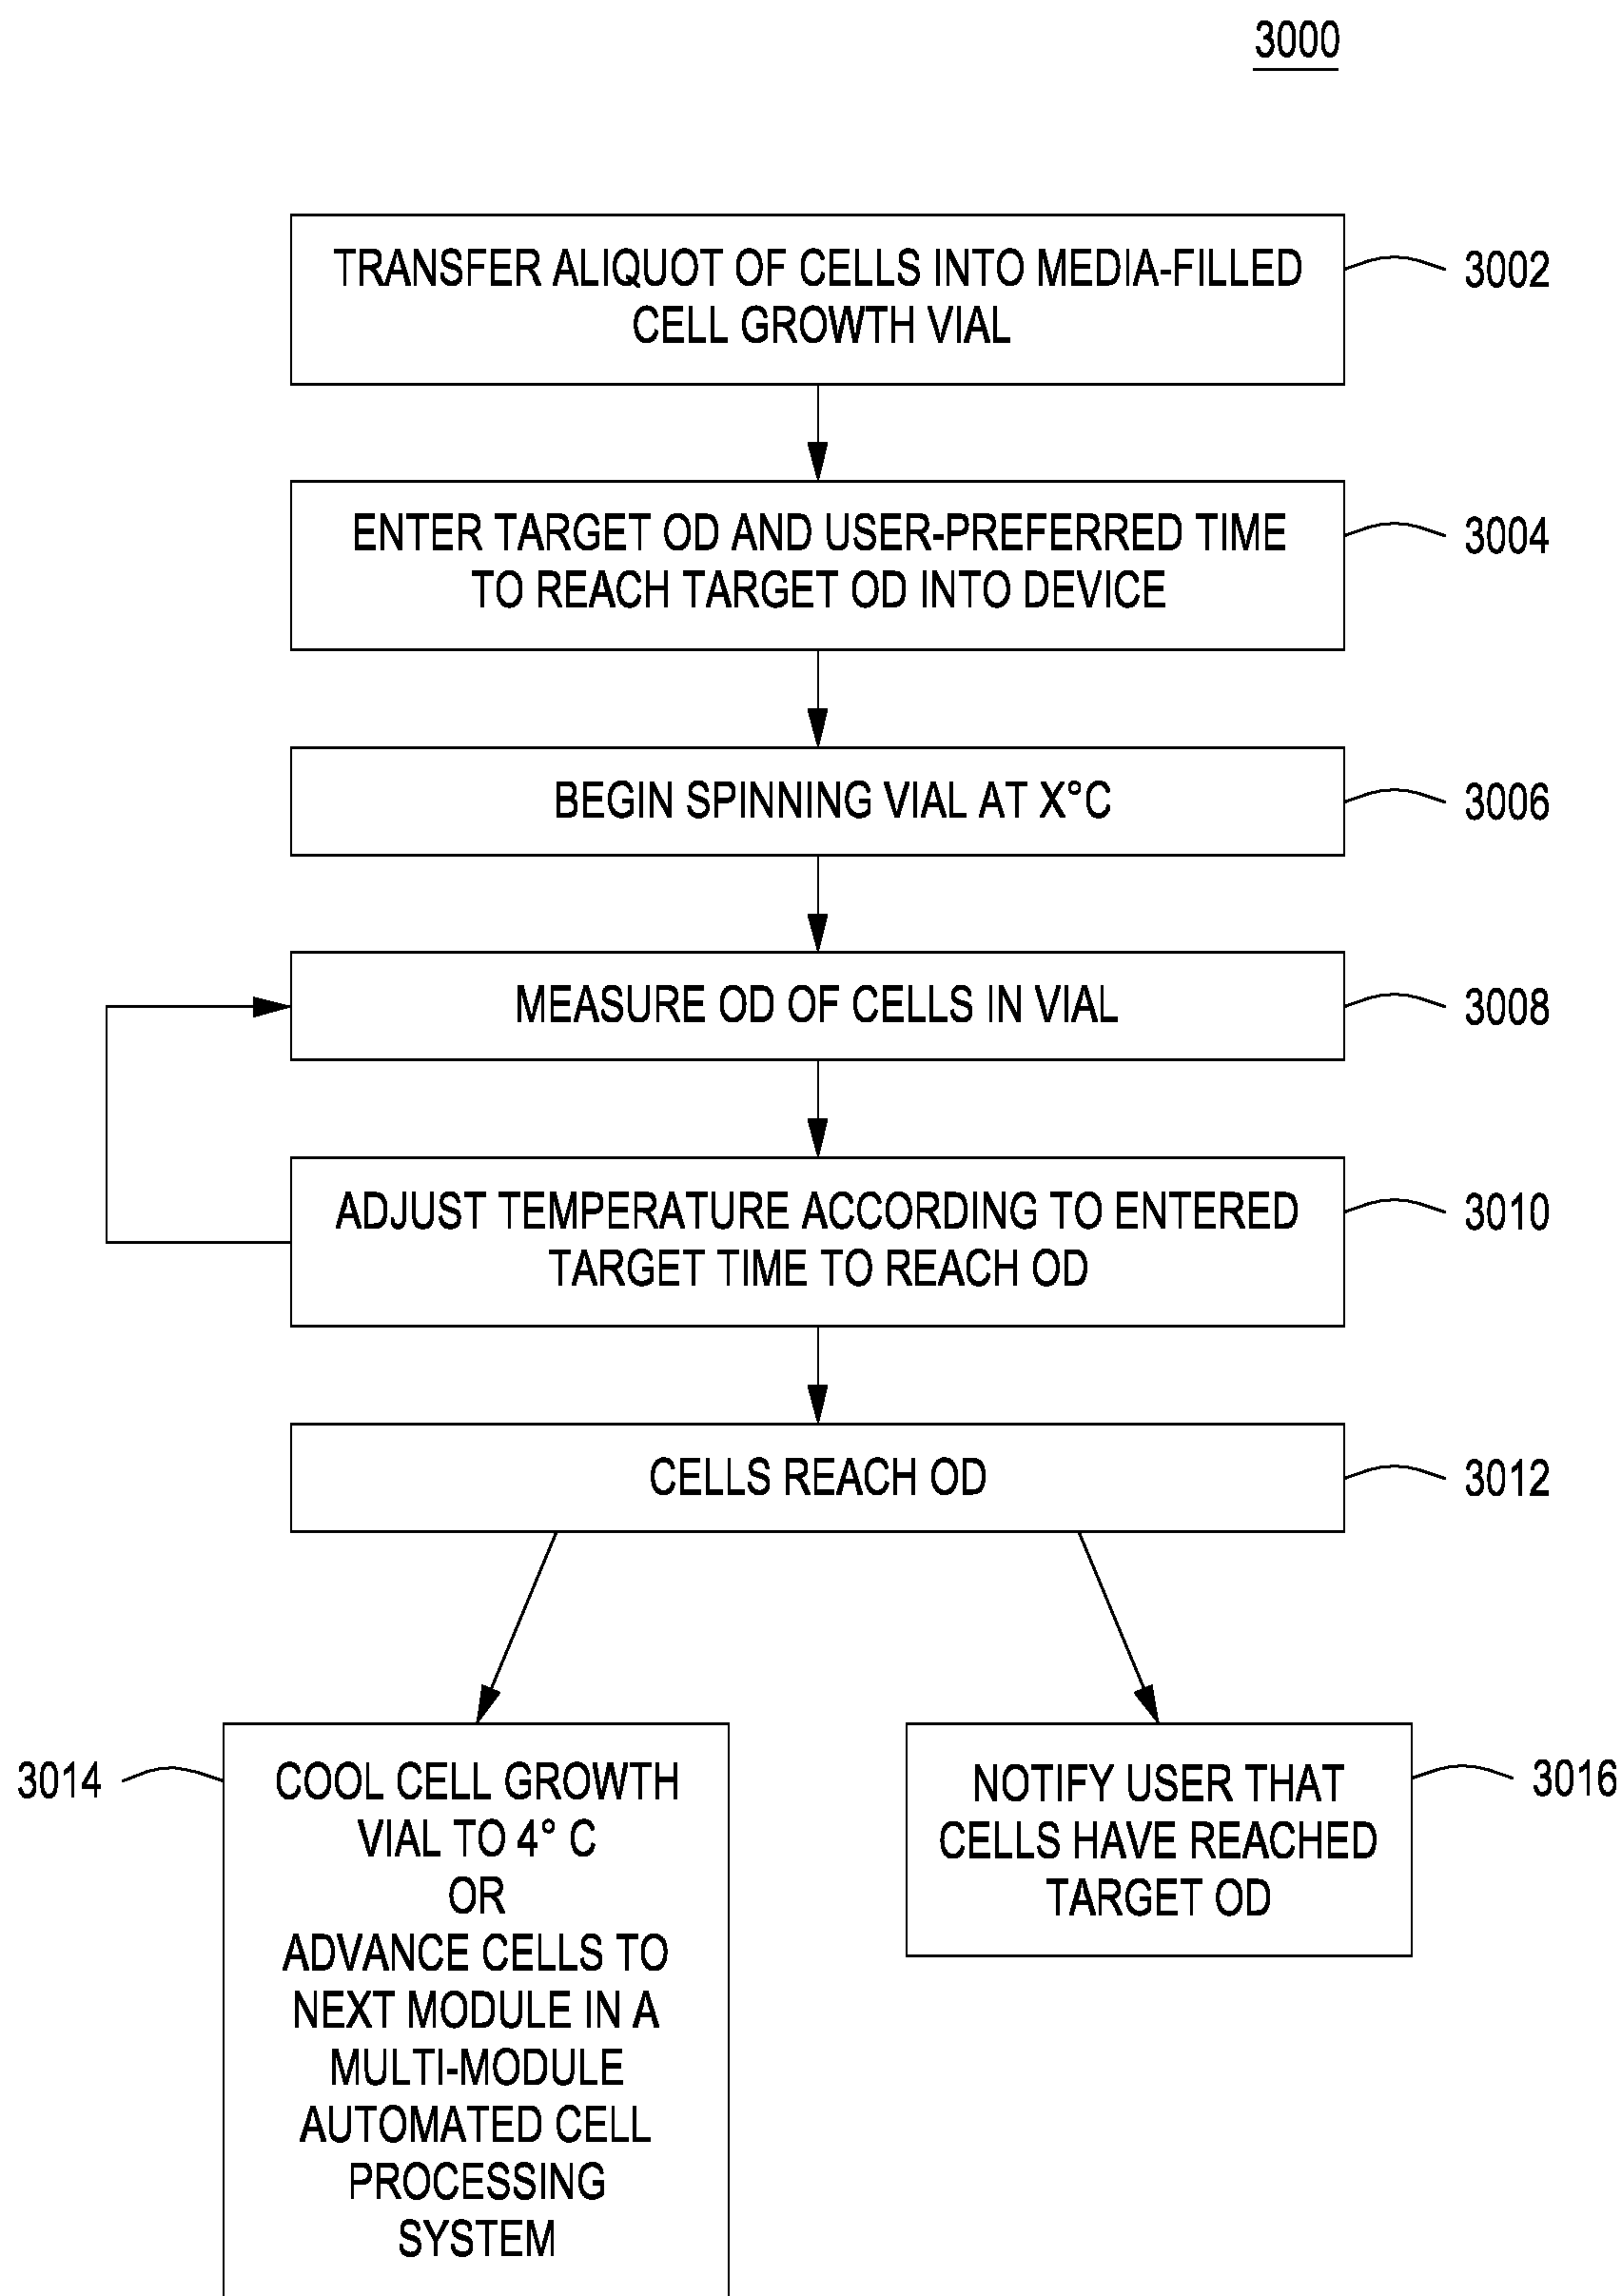 3000
TRANSFER ALIQUOT OF CELLS INTO MEDIA-FILLED
CELL GROWTH VIAL
3002
ENTER TARGET OD AND USER-PREFERRED TIME
TO REACH TARGET OD INTO DEVICE
3004
BEGIN SPINNING VIAL AT X°C
3006
MEASURE OD OF CELLS IN VIAL
3008
ADJUST TEMPERATURE ACCORDING TO ENTERED
TARGET TIME TO REACH OD
3010
CELLS REACH OD
3012
3014
COOL CELL GROWTH
VIAL TO 4° C
OR
ADVANCE CELLS TO
NEXT MODULE IN A
MULTI-MODULE
AUTOMATED CELL
PROCESSING
SYSTEM
NOTIFY USER THAT
CELLS HAVE REACHED
TARGET OD
3016